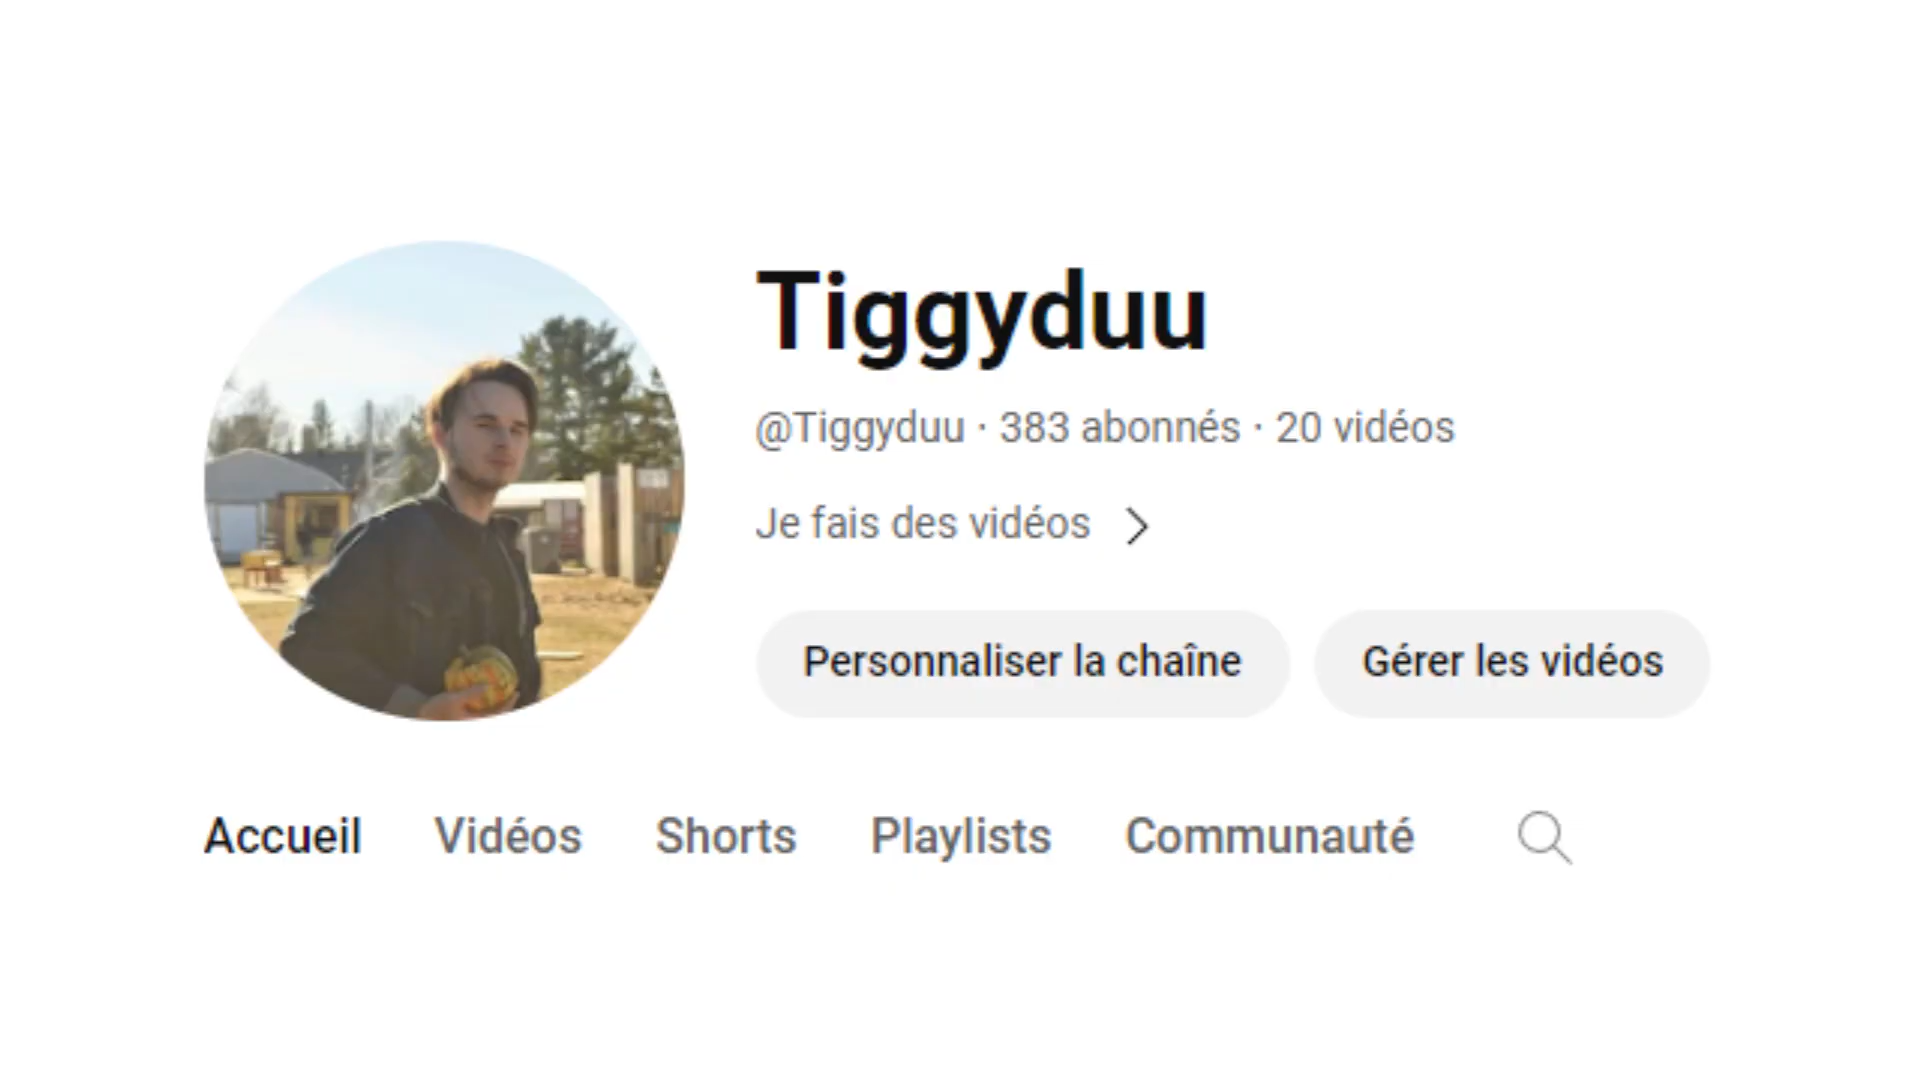 Tiggyduu
@Tiggyduu · 383 abonnés · 20 vidéos
Je fais des vidéos
Personnaliser la chaîne Gérer les vidéos
Accueil Vidéos Shorts Playlists Communauté